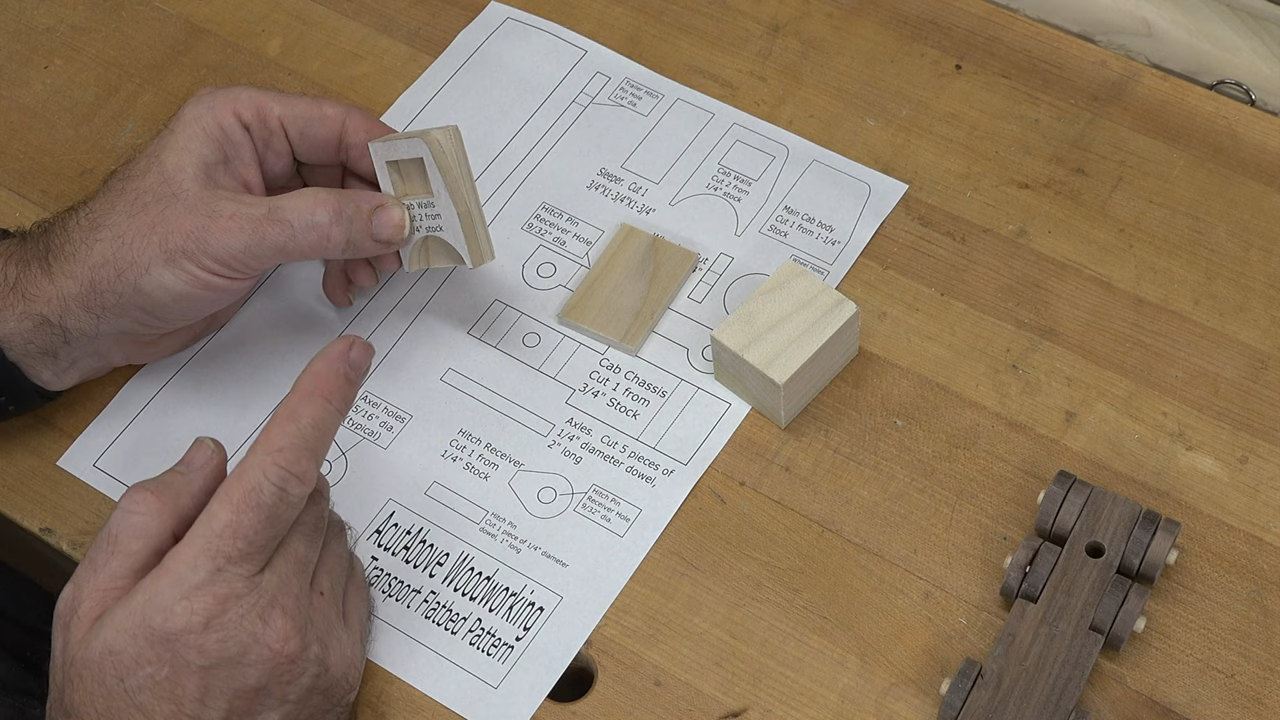 Trailer Hitch
Pin Hole
1/4" dia.
Sleeper, Cut 1
3/4"X1-3/4"X1-3/4"
Cab Walls
Cut 2 from
1/4" stock
Main Cab body
Cut 1 from 1-1/4"
Stock
Cab Walls
Cut 2 from
1/4" stock
Hitch Pin
Receiver Hole
9/32" dia.
Wheel Holes
Cab Chassis
Cut 1 from
3/4" Stock
Axel holes
5/16" dia.
(typical)
Axles, Cut 5 pieces of
1/4" diameter dowel,
2" long
Hitch Receiver
Cut 1 from
1/4" Stock
Hitch Pin
Receiver Hole
9/32" dia.
Hitch Pin
Cut 1 piece of 1/4" diameter
dowel, 1" long
AcutAbove Woodworking
Transport Flatbed Pattern